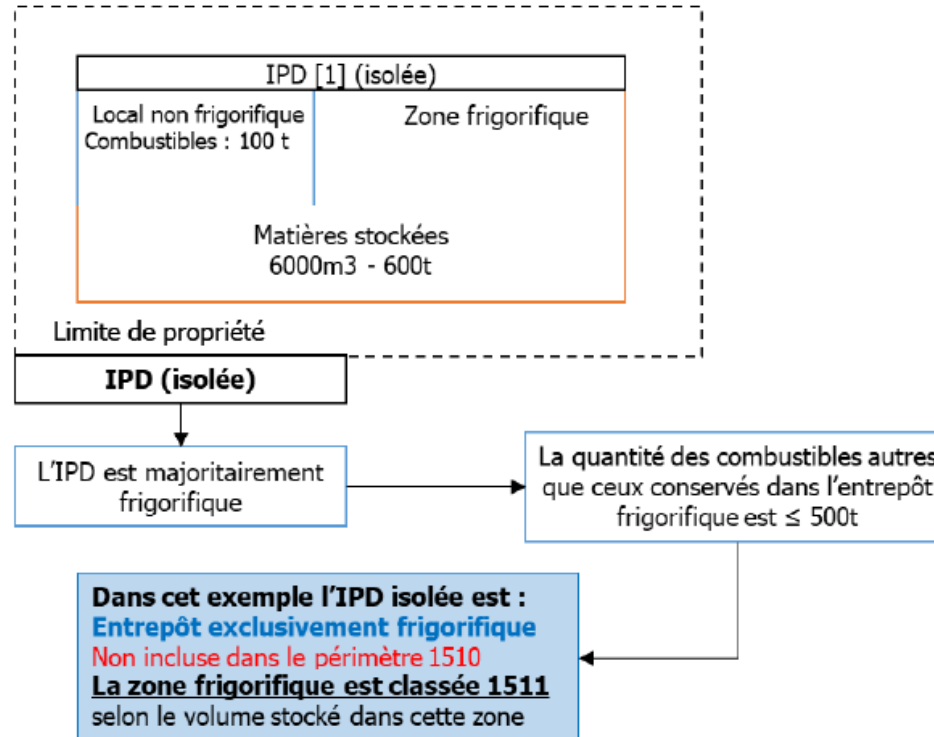 IPD [1] (isolée)
Local non frigorifique
Combustibles : 100 t
Zone frigorifique
Matières stockées
6000m3 - 600t
Limite de propriété
IPD (isolée)
L'IPD est majoritairement
frigorifique
La quantité des combustibles autres
que ceux conservés dans l'entrepôt
frigorifique est ≤ 500t
Dans cet exemple l'IPD isolée est :
Entrepôt exclusivement frigorifique
Non incluse dans le périmètre 1510
La zone frigorifique est classée 1511
selon le volume stocké dans cette zone